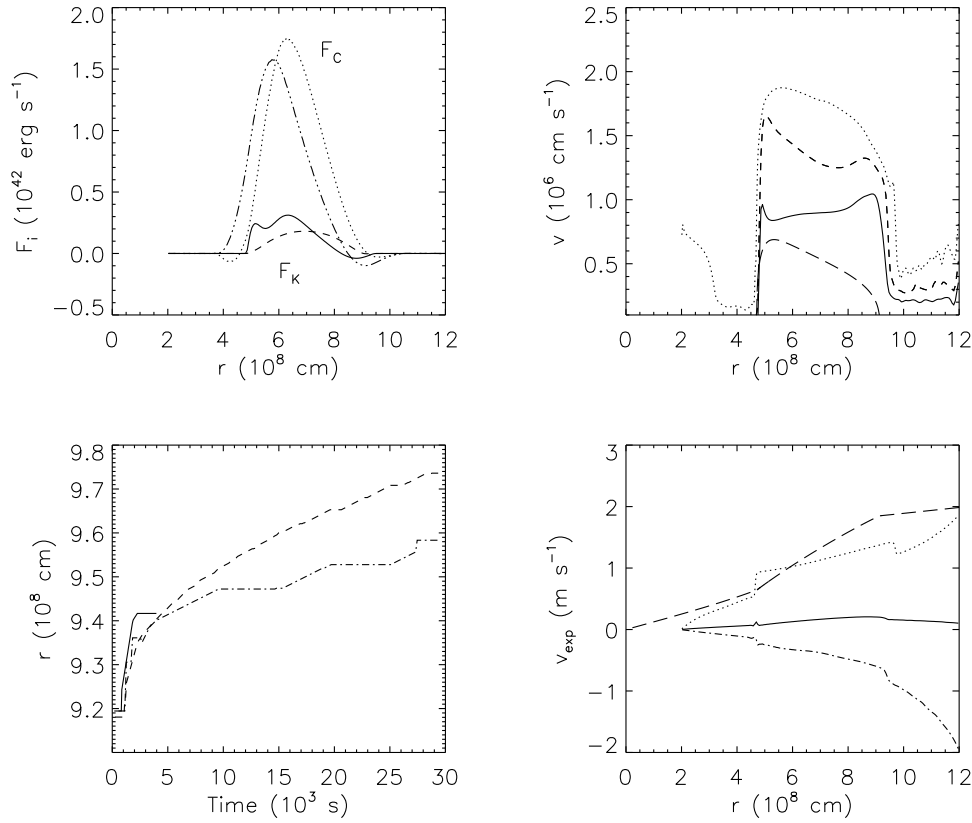 2.0
1.5
1.0
0.5
0.0
−0.5
F_i (10^42 erg s^−1)
F_C
F_K
0 2 4 6 8 10 12
r (10^8 cm)
2.5
2.0
1.5
1.0
0.5
v (10^6 cm s^−1)
0 2 4 6 8 10 12
r (10^8 cm)
9.8
9.7
9.6
9.5
9.4
9.3
9.2
r (10^8 cm)
0 5 10 15 20 25 30
Time (10^3 s)
3
2
1
0
−1
−2
v_exp (m s^−1)
0 2 4 6 8 10 12
r (10^8 cm)